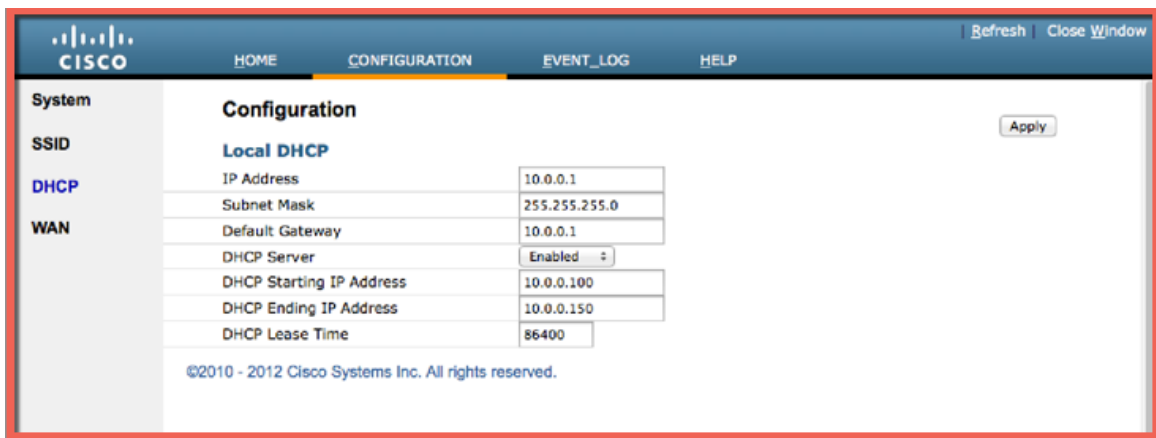 Refresh | Close Window
CISCO
HOME CONFIGURATION EVENT_LOG HELP
System
SSID
DHCP
WAN
Configuration
Apply
Local DHCP
IP Address 10.0.0.1
Subnet Mask 255.255.255.0
Default Gateway 10.0.0.1
DHCP Server Enabled
DHCP Starting IP Address 10.0.0.100
DHCP Ending IP Address 10.0.0.150
DHCP Lease Time 86400
©2010 - 2012 Cisco Systems Inc. All rights reserved.